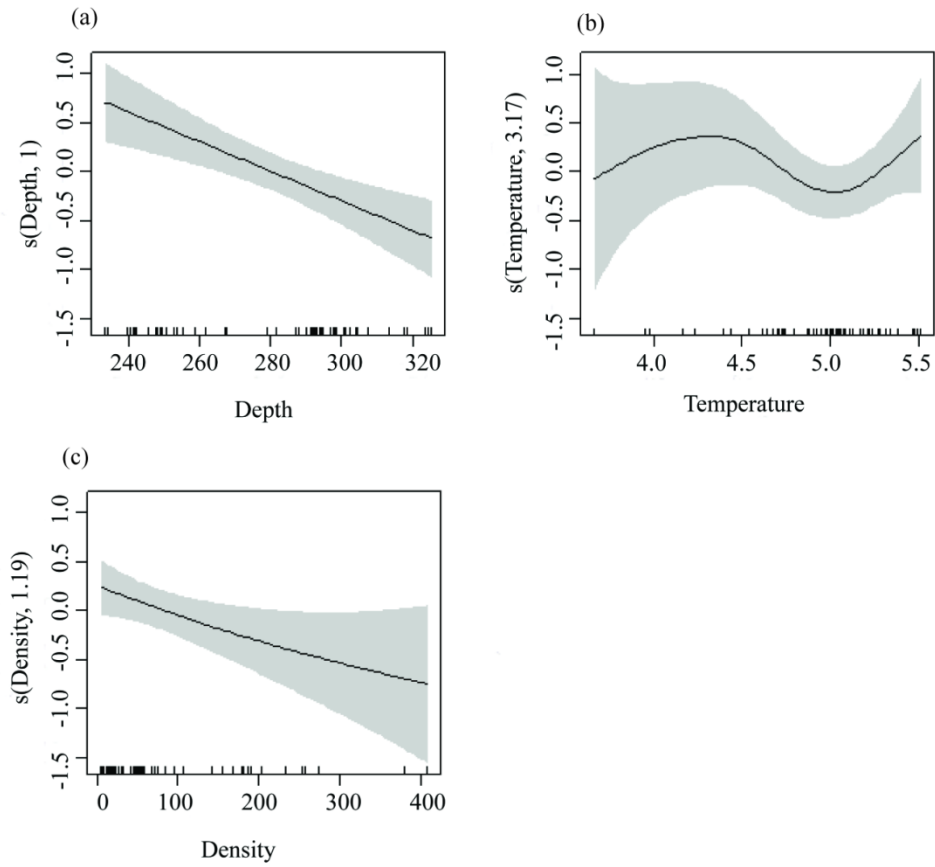 (a)
s(Depth, 1)
1.0
0.5
0.0
-0.5
-1.0
-1.5
240 260 280 300 320
Depth
(b)
s(Temperature, 3.17)
1.0
0.5
0.0
-0.5
-1.0
-1.5
4.0 4.5 5.0 5.5
Temperature
(c)
s(Density, 1.19)
1.0
0.5
0.0
-0.5
-1.0
-1.5
0 100 200 300 400
Density